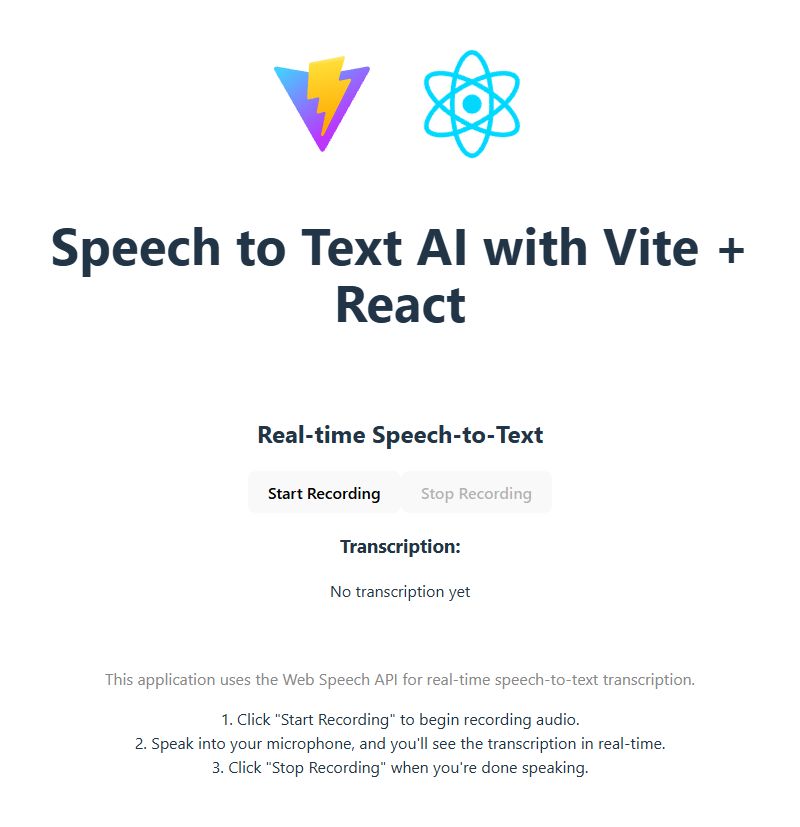 Speech to Text AI with Vite +
React
Real-time Speech-to-Text
Start Recording Stop Recording
Transcription:
No transcription yet
This application uses the Web Speech API for real-time speech-to-text transcription.
1. Click "Start Recording" to begin recording audio.
2. Speak into your microphone, and you'll see the transcription in real-time.
3. Click "Stop Recording" when you're done speaking.